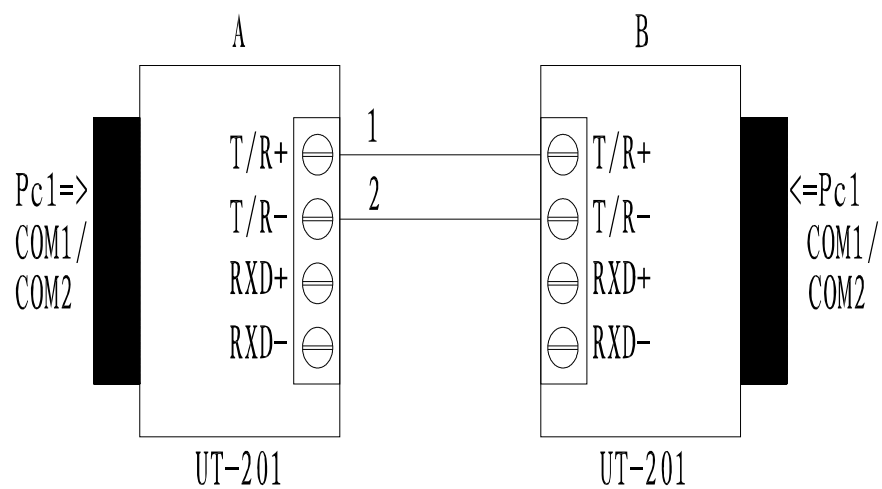 A
B
1
T/R+
T/R+
Pc1=>
2
<=Pc1
T/R-
T/R-
COM1/
COM1/
RXD+
RXD+
COM2
COM2
RXD-
RXD-
UT-201
UT-201